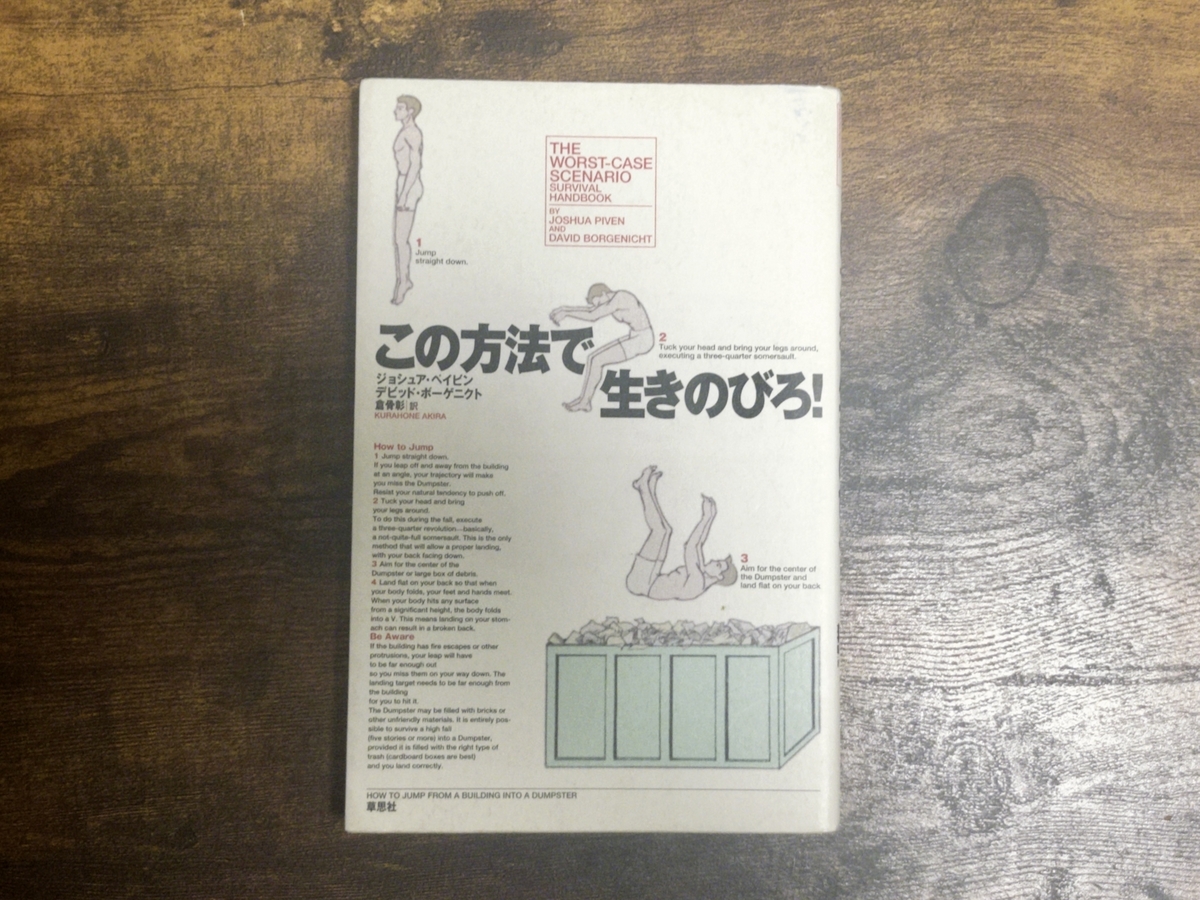 THE
WORST-CASE
SCENARIO
SURVIVAL
HANDBOOK
BY
JOSHUA PIVEN
AND
DAVID BORGENICHT
1
Jump
straight down.
この方法で
生きのびろ!
2
Tuck your head and bring your legs around,
executing a three-quarter somersault.
ジョシュア・ペイビン
デビッド・ボーゲニクト
倉骨彰|訳
KURAHONE AKIRA
How to Jump
1 Jump straight down.
If you leap off and away from the building
at an angle, your trajectory will make
you miss the Dumpster.
Resist your natural tendency to push off.
2 Tuck your head and bring
your legs around.
To do this during the fall, execute
a three-quarter revolution—basically,
a not-quite-full somersault. This is the only
method that will allow a proper landing,
with your back facing down.
3 Aim for the center of the
Dumpster or large box of debris.
4 Land flat on your back so that when
your body folds, your feet and hands meet.
When your body hits any surface
from a significant height, the body folds
into a V. This means landing on your stom-
ach can result in a broken back.
Be Aware
If the building has fire escapes or other
protrusions, your leap will have
to be far enough out
so you miss them on your way down. The
landing target needs to be far enough from
the building
for you to hit it.
The Dumpster may be filled with bricks or
other unfriendly materials. It is entirely pos-
sible to survive a high fall
(five stories or more) into a Dumpster,
provided it is filled with the right type of
trash (cardboard boxes are best)
and you land correctly.
3
Aim for the center of
the Dumpster and
land flat on your back
HOW TO JUMP FROM A BUILDING INTO A DUMPSTER
草思社